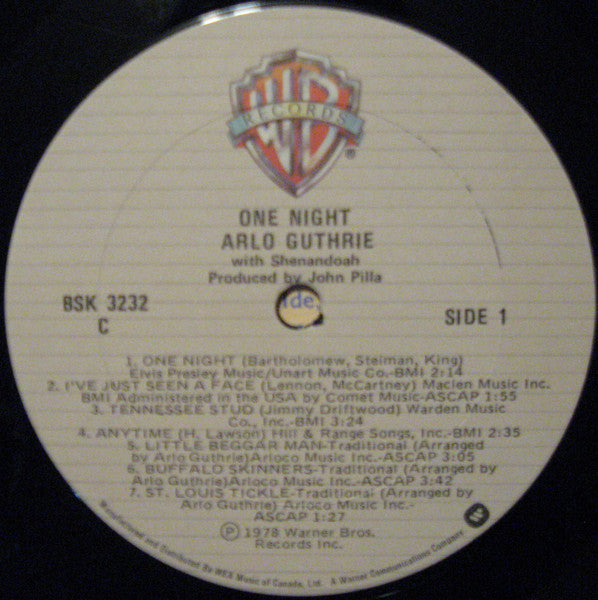 WB
RECORDS
®
ONE NIGHT
ARLO GUTHRIE
with Shenandoah
Produced by John Pilla
BSK 3232
C
ide.
SIDE 1
1. ONE NIGHT (Bartholomew, Steiman, King)
Elvis Presley Music/Unart Music Co.-BMI 2:14
2. I'VE JUST SEEN A FACE (Lennon, McCartney) Maclen Music Inc.
BMI Administered in the USA by Comet Music-ASCAP 1:55
3. TENNESSEE STUD (Jimmy Driftwood) Warden Music
Co., Inc.-BMI 3:24
4. ANYTIME (H. Lawson) Hill & Range Songs, Inc.-BMI 2:35
5. LITTLE BEGGAR MAN-Traditional (Arranged
by Arlo Guthrie) Arloco Music Inc.-ASCAP 3:05
6. BUFFALO SKINNERS-Traditional (Arranged by
Arlo Guthrie) Arloco Music Inc.-ASCAP 3:42
7. ST. LOUIS TICKLE-Traditional (Arranged by
Arlo Guthrie) Arloco Music Inc.-
ASCAP 1:27
Ⓟ 1978 Warner Bros.
Records Inc.
Manufactured and Distributed By WEA Music of Canada, Ltd. A Warner Communications Company